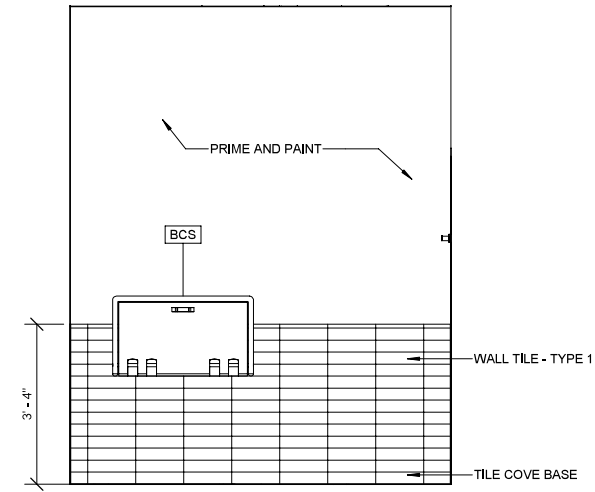 PRIME AND PAINT
BCS
WALL TILE - TYPE 1
3' - 4"
TILE COVE BASE